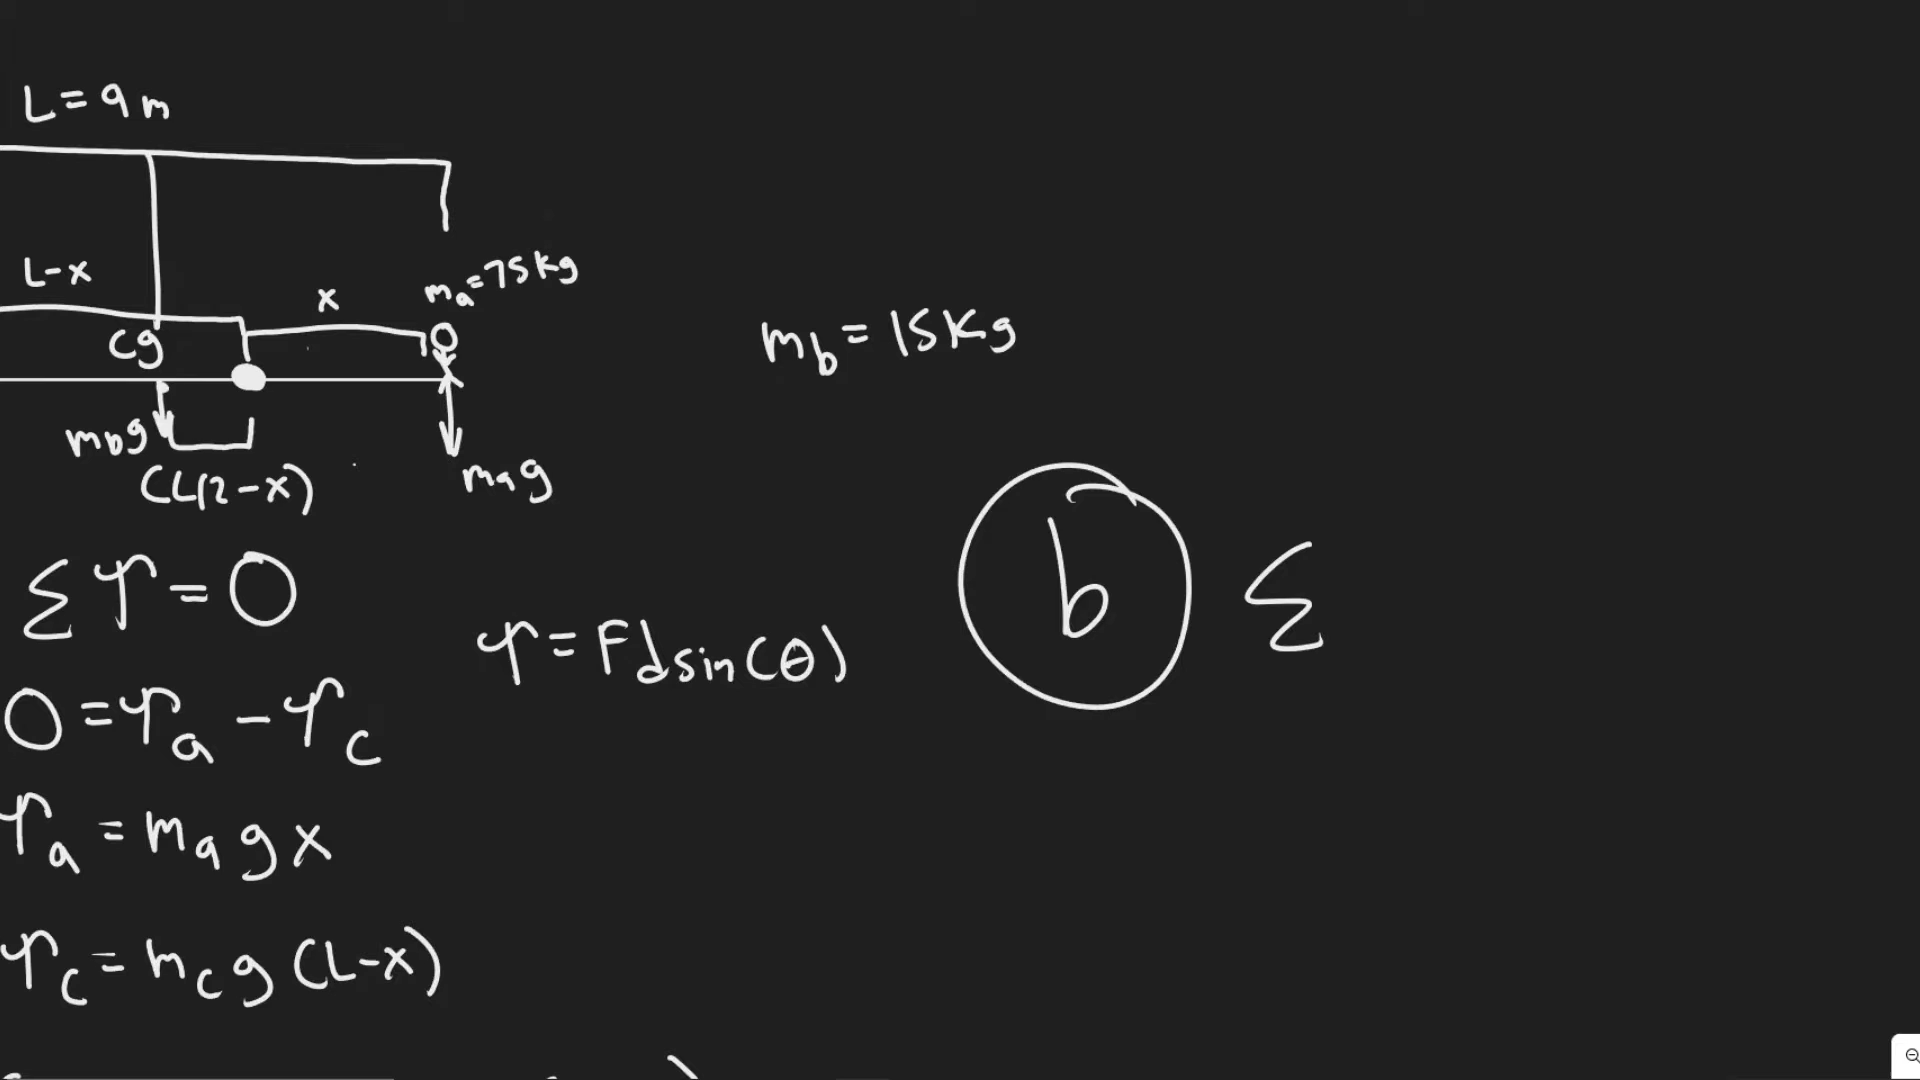 L=9m
L-x
x
ma=75kg
cg
mb=15Kg
mbg
(L/2-x)
mag
Στ=0
τ=Fdsin(θ)
b Σ
0=τa-τc
τa=magx
τc=mcg(L-x)